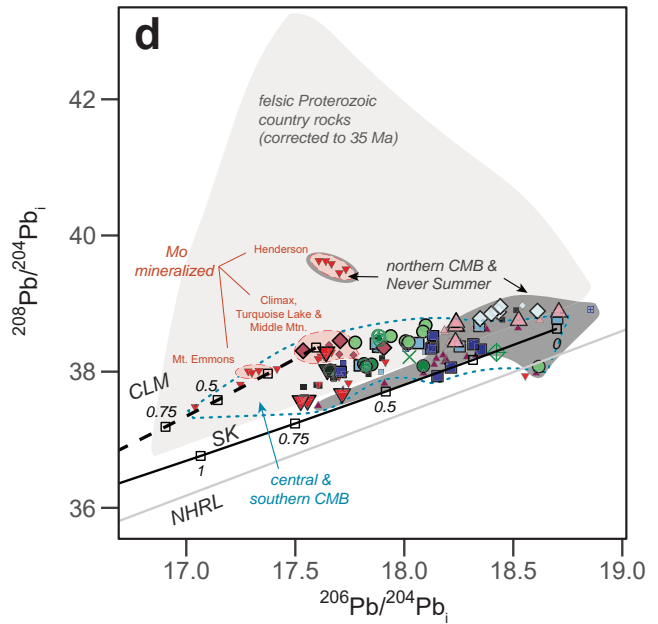 d
felsic Proterozoic
country rocks
(corrected to 35 Ma)
42
40
38
36
208Pb/204Pbi
Mo
mineralized
Henderson
Climax,
Turquoise Lake &
Middle Mtn.
Mt. Emmons
northern CMB &
Never Summer
CLM
0.75
0.5
SK
1
0.75
0.5
0
NHRL
central &
southern CMB
17.0
17.5
18.0
18.5
19.0
206Pb/204Pbi